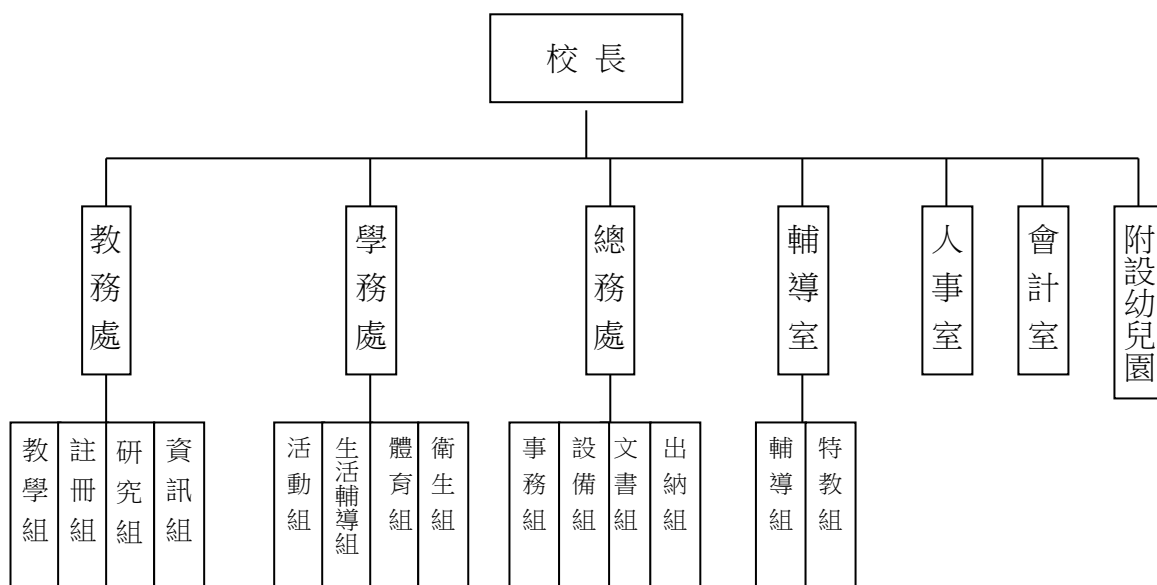 校長
教務處
學務處
總務處
輔導室
人事室
會計室
附設幼兒園
教學組
註冊組
研究組
資訊組
活動組
生活輔導組
體育組
衛生組
事務組
設備組
文書組
出納組
輔導組
特教組